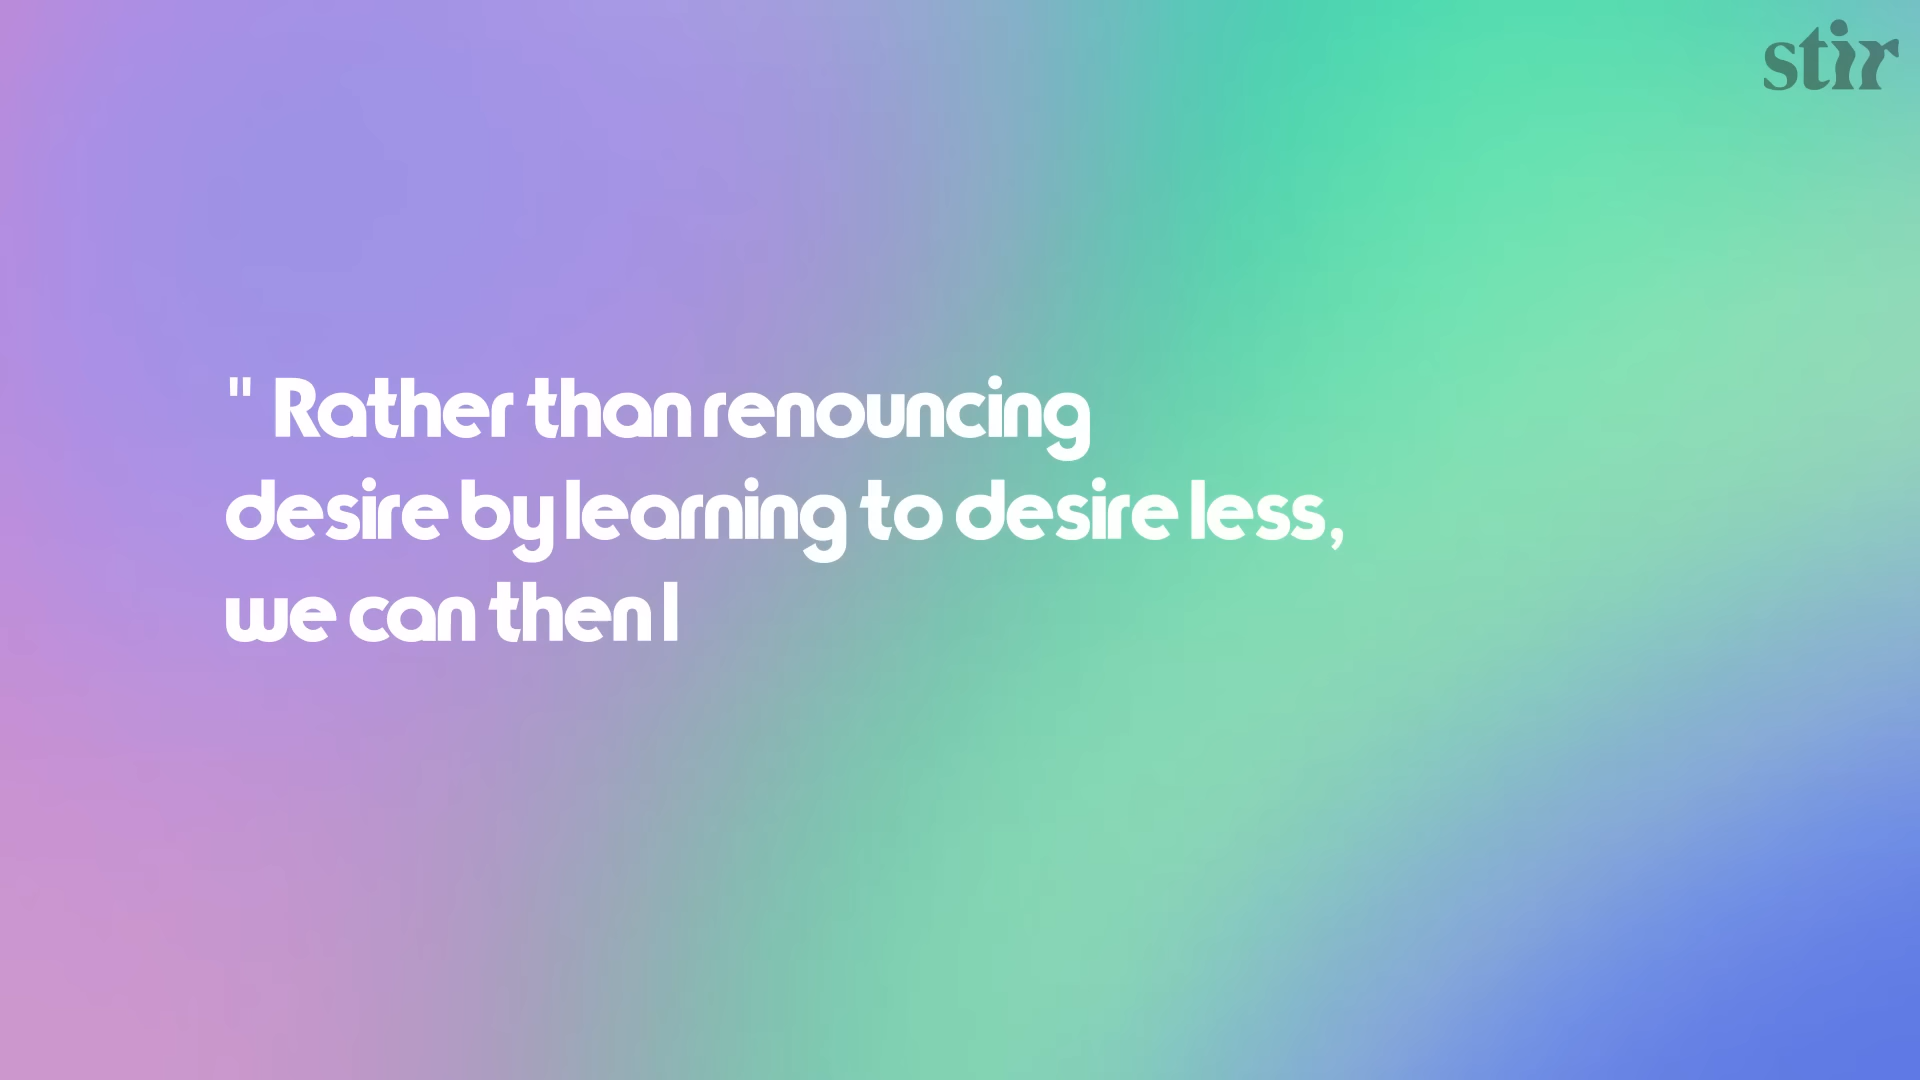 stir
" Rather than renouncing
desire by learning to desire less,
we can then l